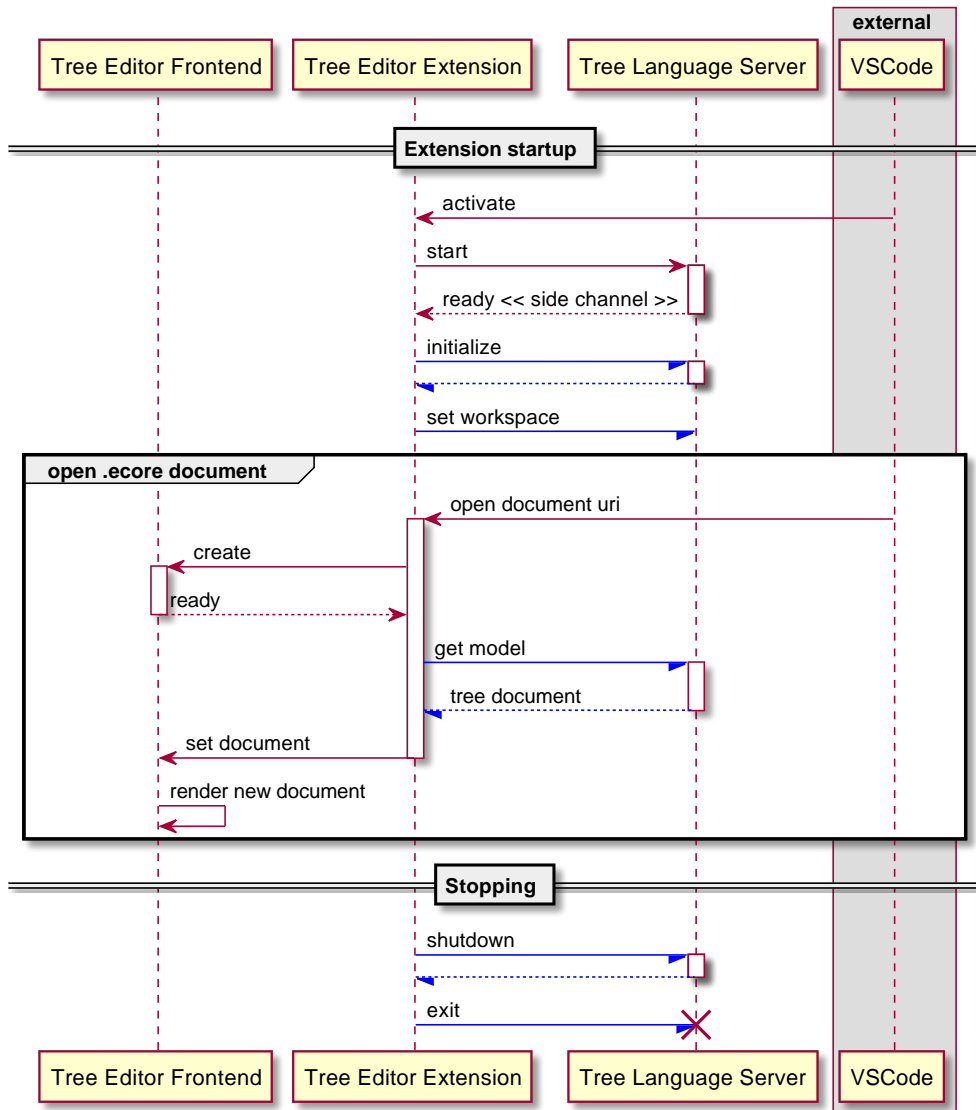 external
Tree Editor Frontend
Tree Editor Extension
Tree Language Server
VSCode
Extension startup
activate
start
ready << side channel >>
initialize
set workspace
open .ecore document
open document uri
create
ready
get model
tree document
set document
render new document
Stopping
shutdown
exit
Tree Editor Frontend
Tree Editor Extension
Tree Language Server
VSCode